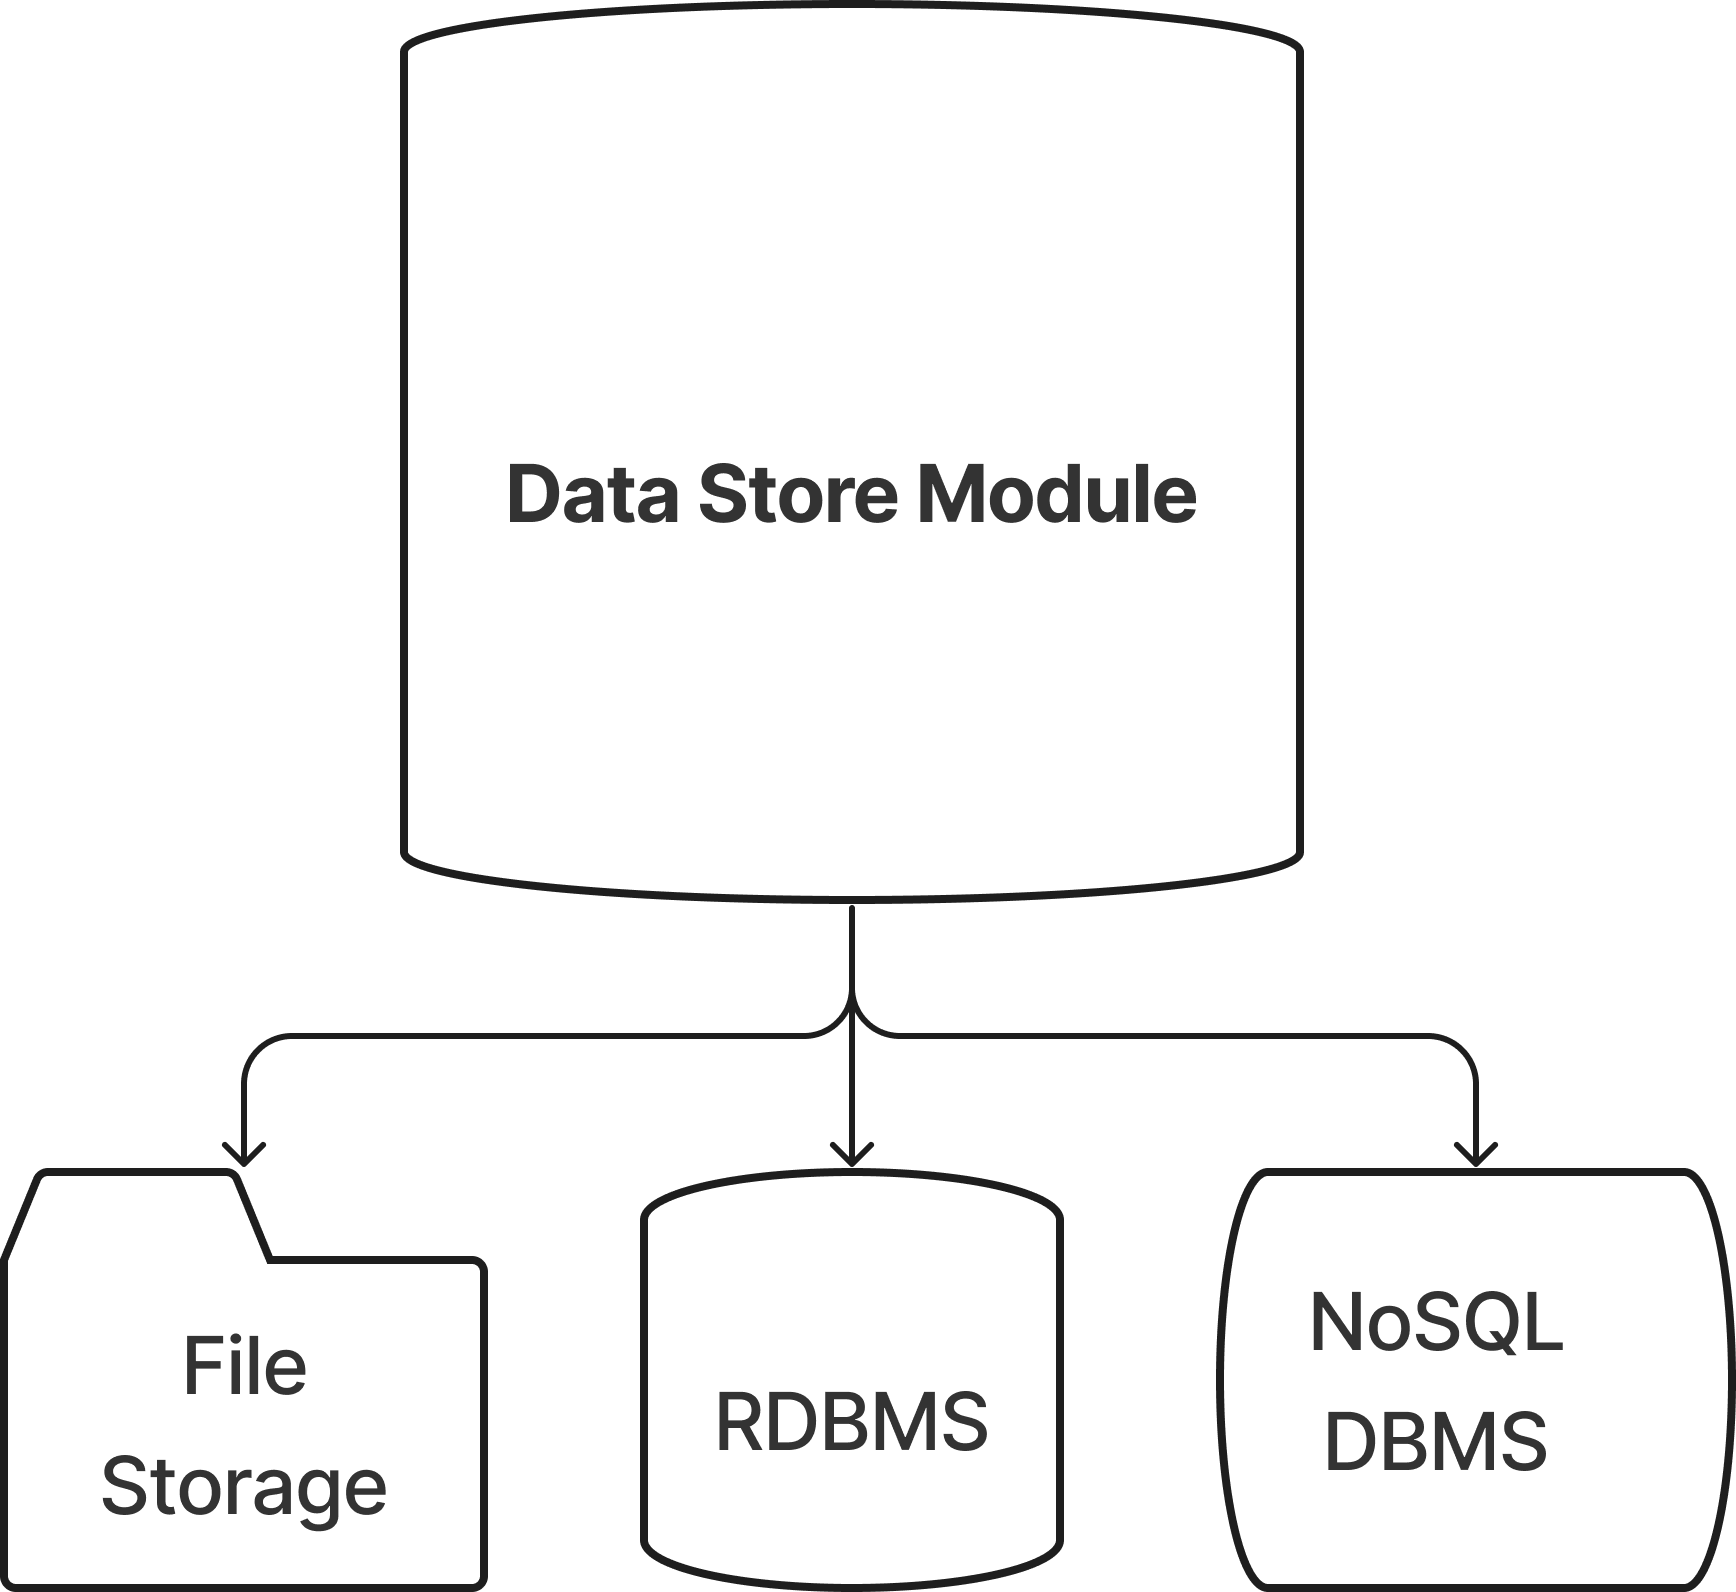 Data Store Module
File
Storage
RDBMS
NoSQL
DBMS